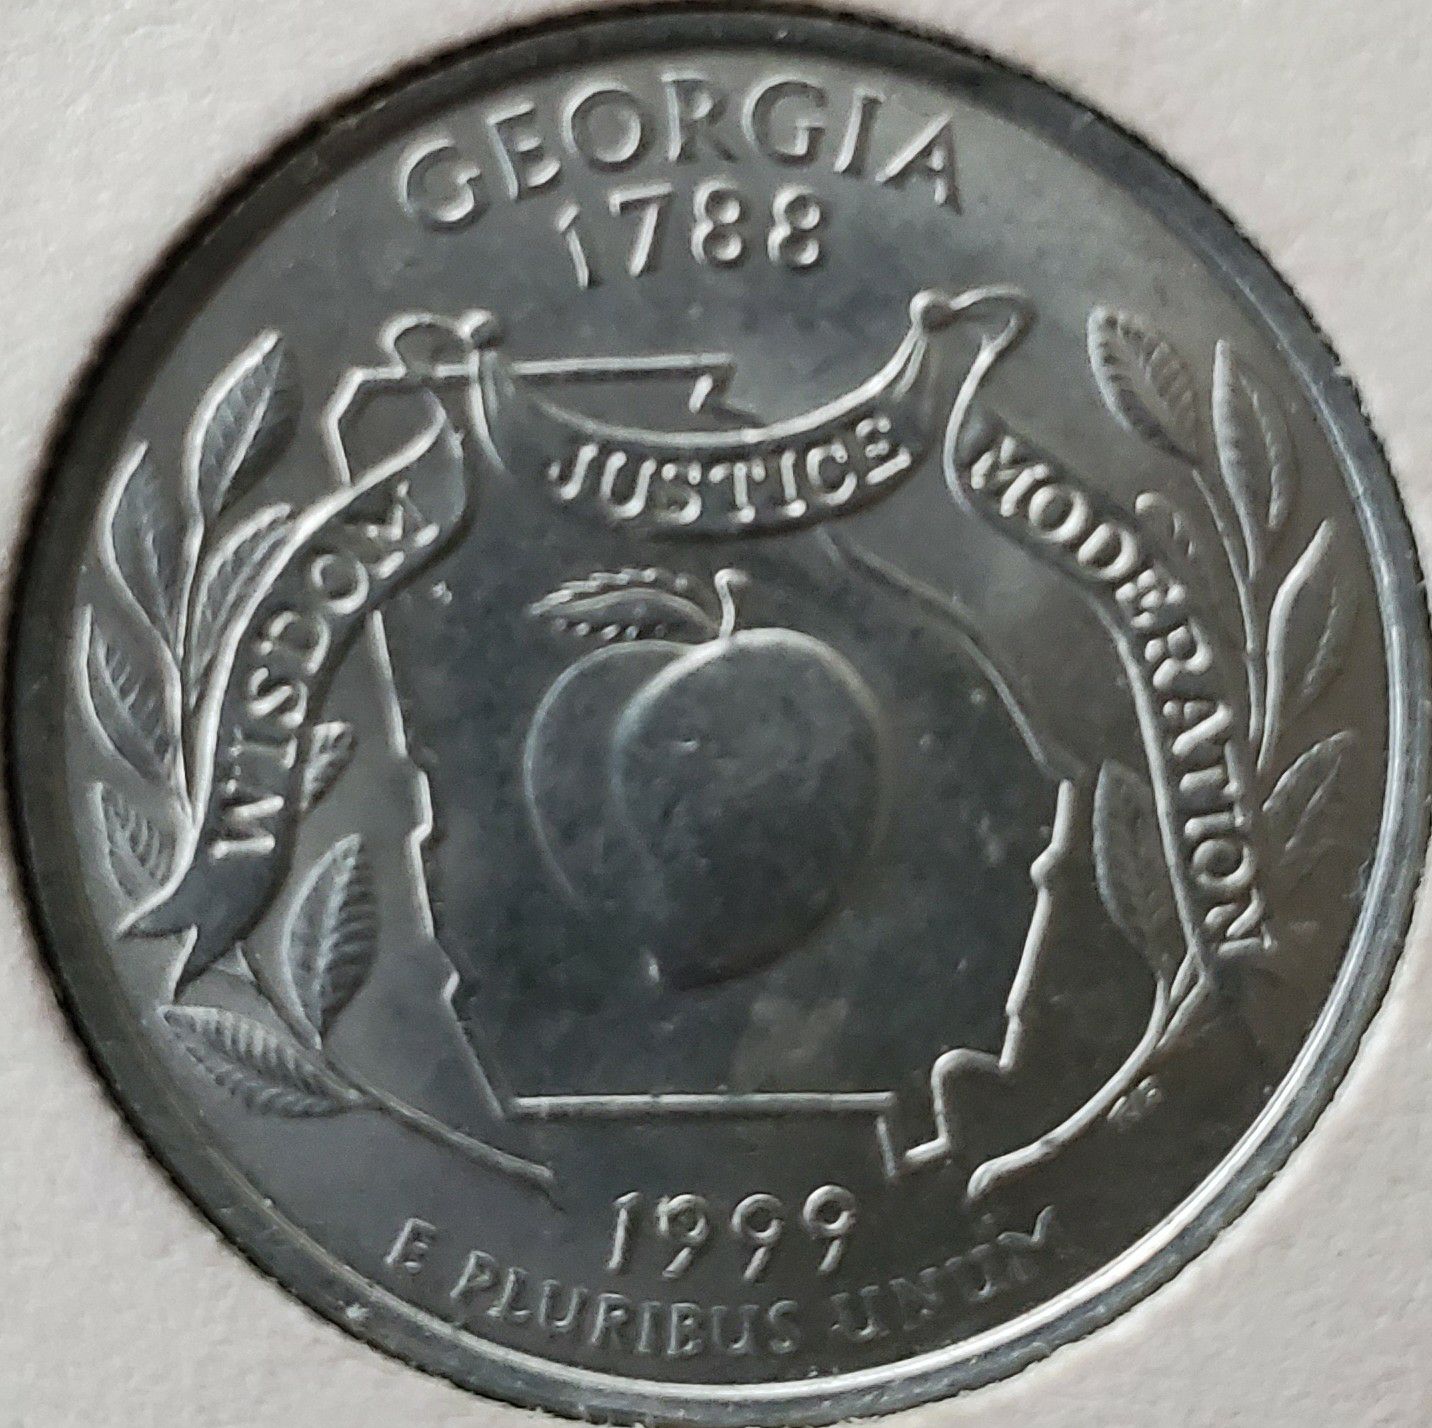 GEORGIA
1788
WISDOM
JUSTICE
MODERATION
1999
E PLURIBUS UNUM